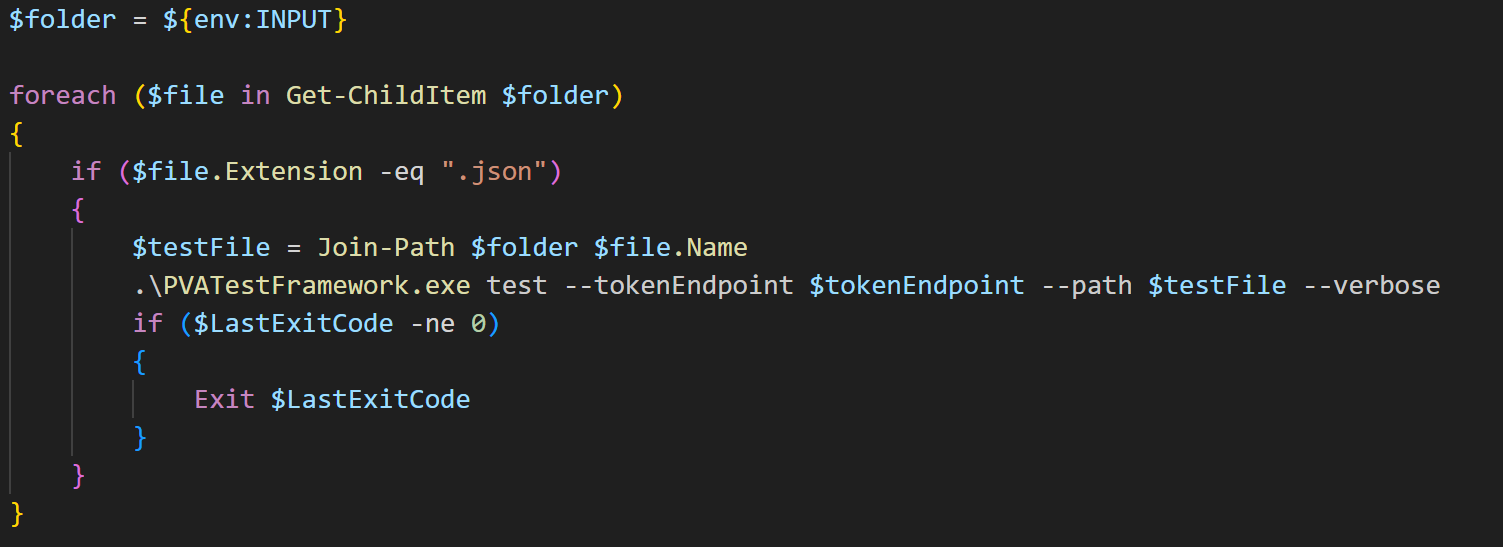 $folder = ${env:INPUT}

foreach ($file in Get-ChildItem $folder)
{
    if ($file.Extension -eq ".json")
    {
        $testFile = Join-Path $folder $file.Name
        .\PVATestFramework.exe test --tokenEndpoint $tokenEndpoint --path $testFile --verbose
        if ($LastExitCode -ne 0)
        {
            Exit $LastExitCode
        }
    }
}